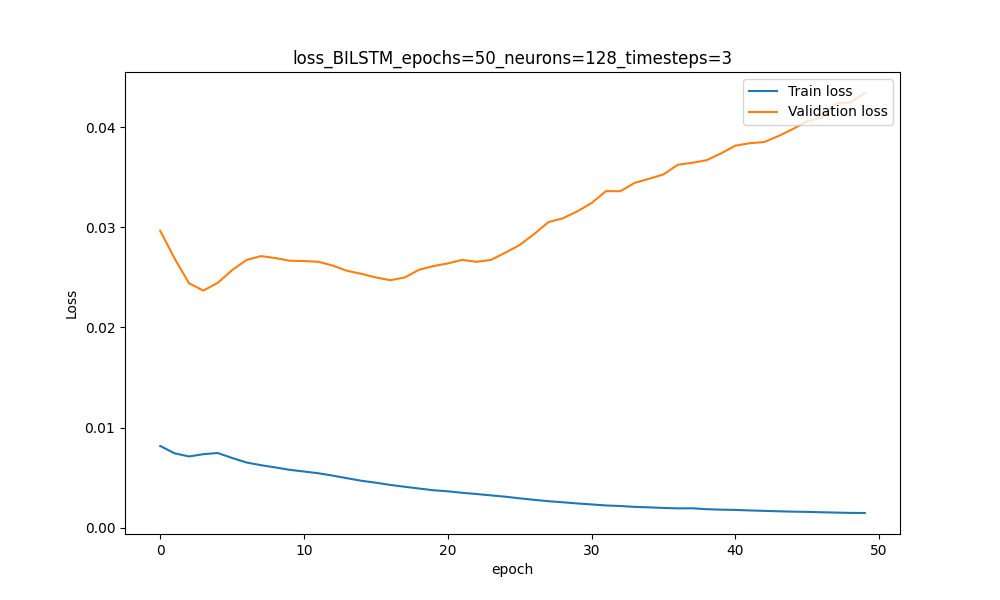 loss_BILSTM_epochs=50_neurons=128_timesteps=3
Train loss
Validation loss
0.04
0.03
0.02
0.01
0.00
Loss
0
10
20
30
40
50
epoch